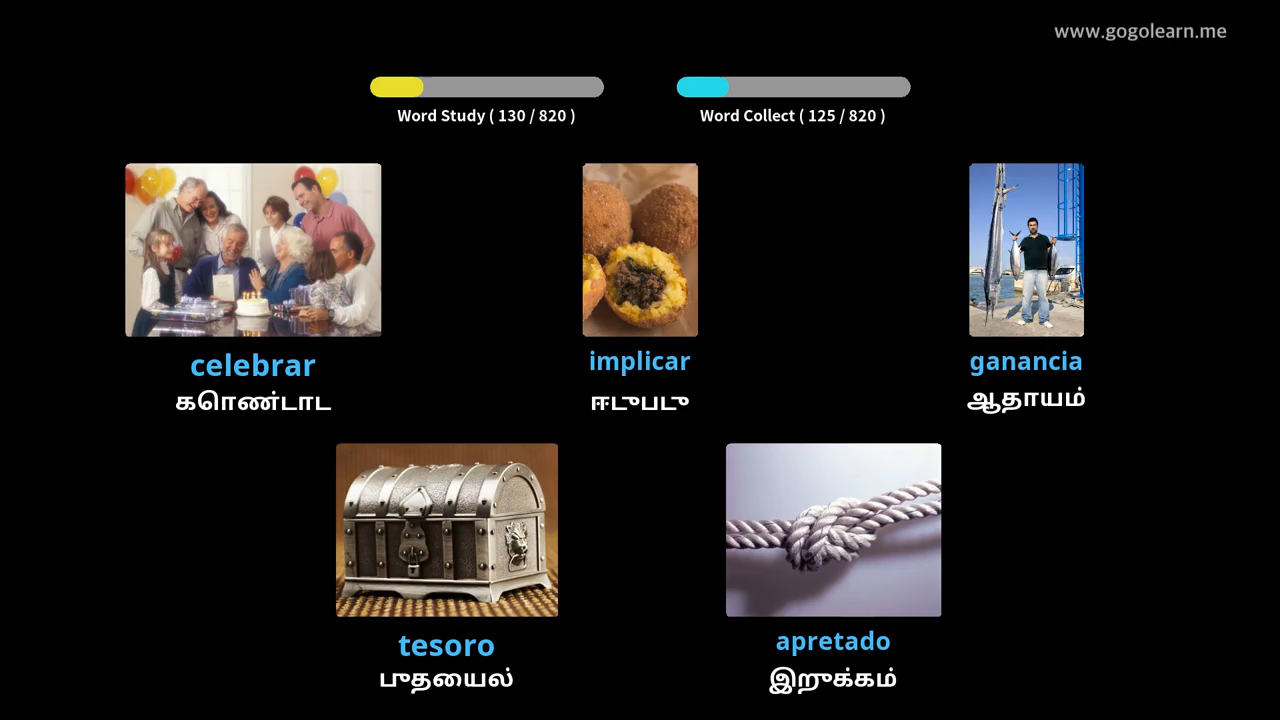 www.gogolearn.me
Word Study ( 130 / 820 )
Word Collect ( 125 / 820 )
celebrar
கொண்டாட
implicar
ஈடுபடு
ganancia
ஆதாயம்
tesoro
புதையல்
apretado
இறுக்கம்